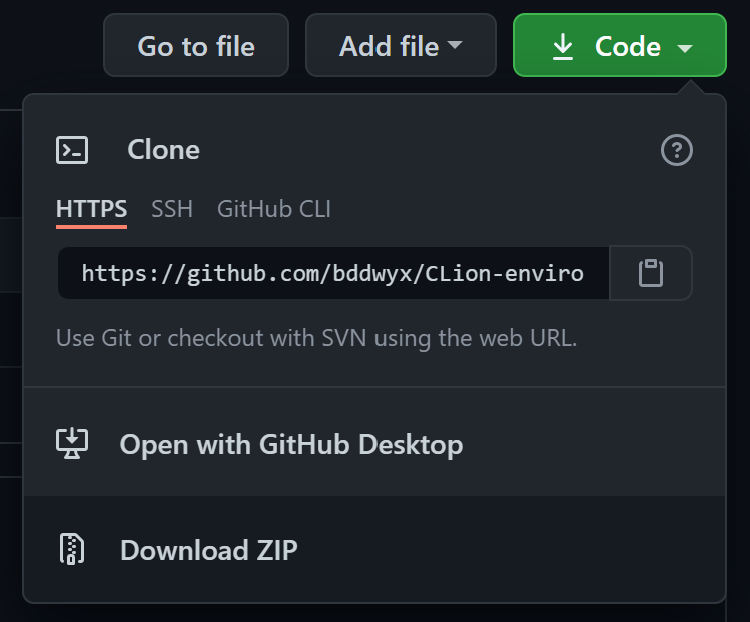 Go to file Add file Code
Clone
HTTPS SSH GitHub CLI
https://github.com/bddwyx/CLion-enviro
Use Git or checkout with SVN using the web URL.
Open with GitHub Desktop
Download ZIP